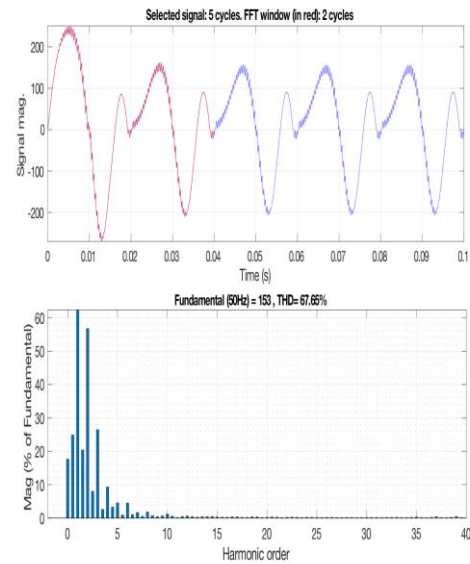 Selected signal: 5 cycles. FFT window (in red): 2 cycles
200
100
0
-100
-200
Signal mag.
0 0.01 0.02 0.03 0.04 0.05 0.06 0.07 0.08 0.09 0.1
Time (s)
Fundamental (50Hz) = 153 , THD= 67.65%
60
50
40
30
20
10
0
Mag (% of Fundamental)
0 5 10 15 20 25 30 35 40
Harmonic order